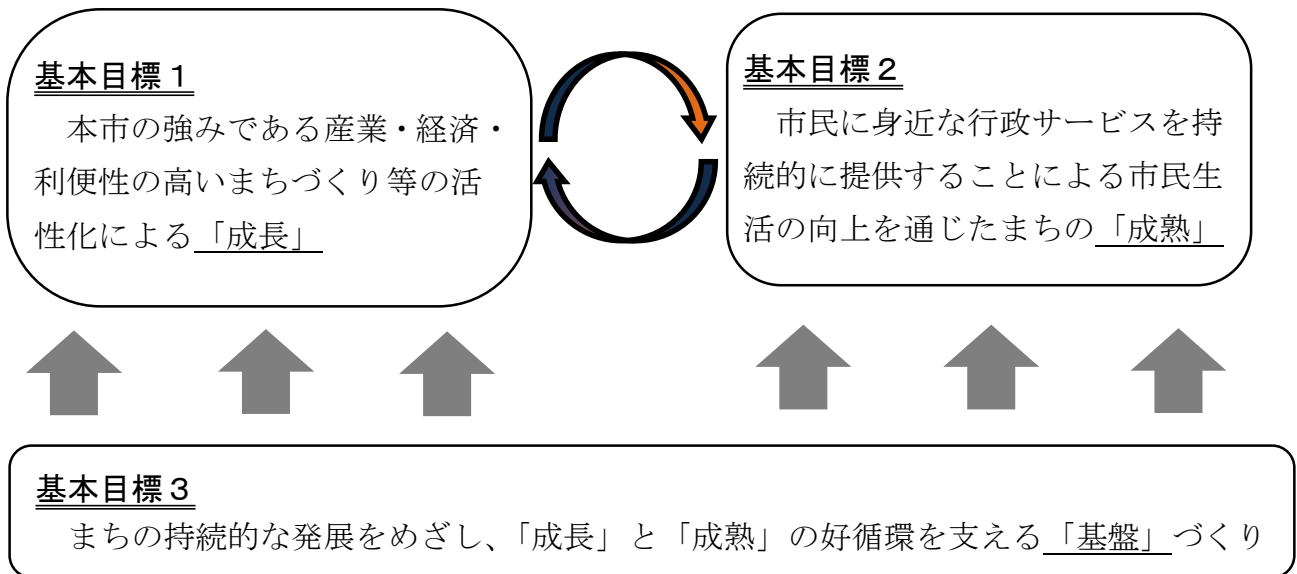 基本目標1
本市の強みである産業・経済・
利便性の高いまちづくり等の活
性化による「成長」
基本目標2
市民に身近な行政サービスを持
続的に提供することによる市民生
活の向上を通じたまちの「成熟」
基本目標3
まちの持続的な発展をめざし、「成長」と「成熟」の好循環を支える「基盤」づくり